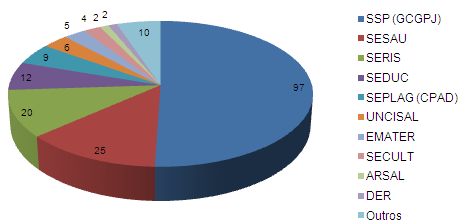 5
4
2
2
10
6
9
12
20
25
97
SSP (GCGPJ)
SESAU
SERIS
SEDUC
SEPLAG (CPAD)
UNCISAL
EMATER
SECULT
ARSAL
DER
Outros